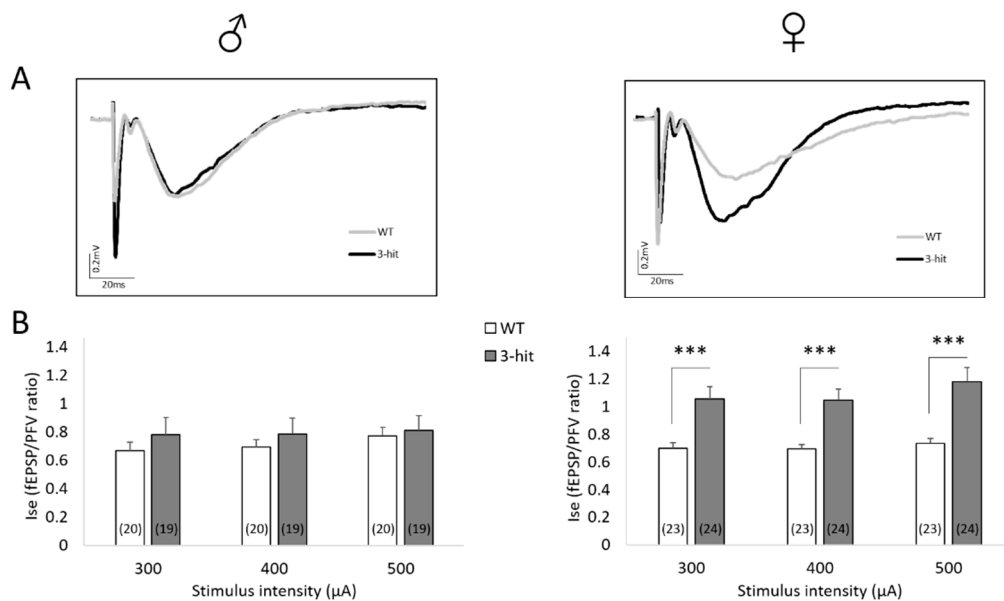 ♂ ♀
A
WT
3-hit
0.2mV
20ms
WT
3-hit
0.2mV
20ms
B
WT
3-hit
Ise (fEPSP/PFV ratio)
1.4
1.2
1
0.8
0.6
0.4
0.2
0
(20) (19) (20) (19) (20) (19)
300 400 500
Stimulus intensity (µA)
Ise (fEPSP/PFV ratio)
1.4
1.2
1
0.8
0.6
0.4
0.2
0
*** *** ***
(23) (24) (23) (24) (23) (24)
300 400 500
Stimulus intensity (µA)